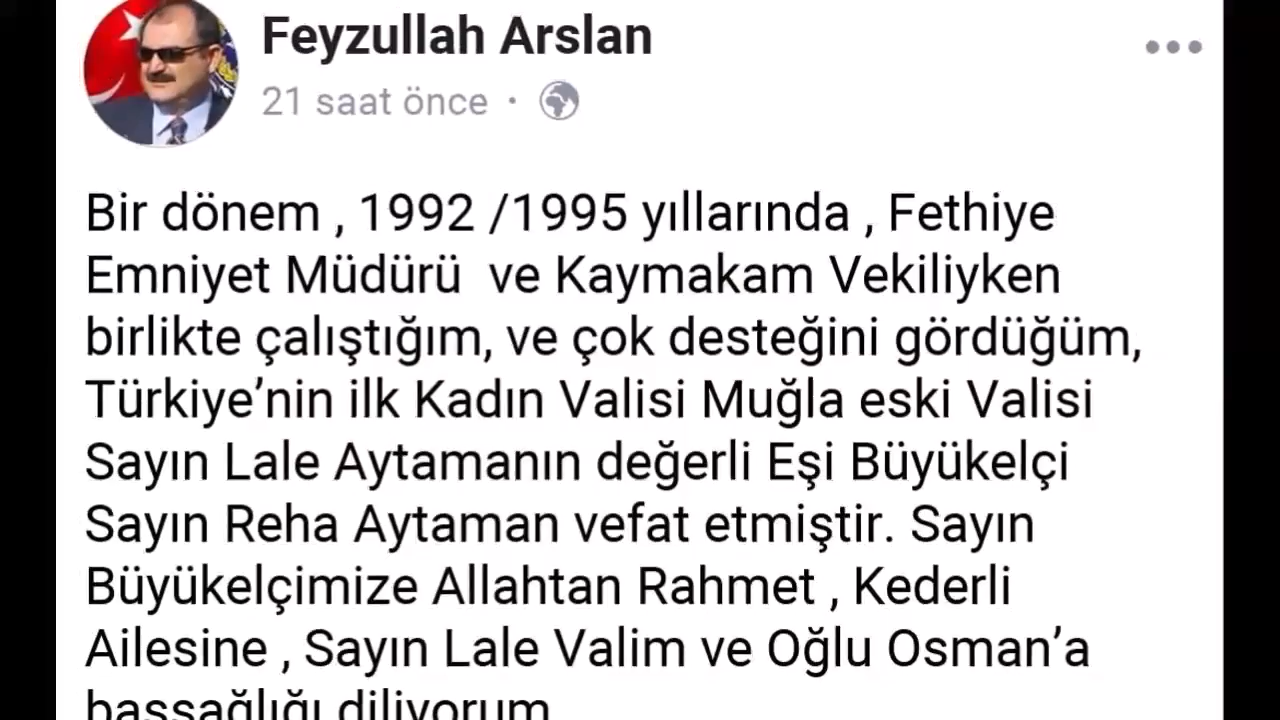 Feyzullah Arslan
21 saat önce ·
Bir dönem , 1992 /1995 yıllarında , Fethiye
Emniyet Müdürü  ve Kaymakam Vekiliyken
birlikte çalıştığım, ve çok desteğini gördüğüm,
Türkiye’nin ilk Kadın Valisi Muğla eski Valisi
Sayın Lale Aytamanın değerli Eşi Büyükelçi
Sayın Reha Aytaman vefat etmiştir. Sayın
Büyükelçimize Allahtan Rahmet , Kederli
Ailesine , Sayın Lale Valim ve Oğlu Osman’a
başsağlığı diliyorum